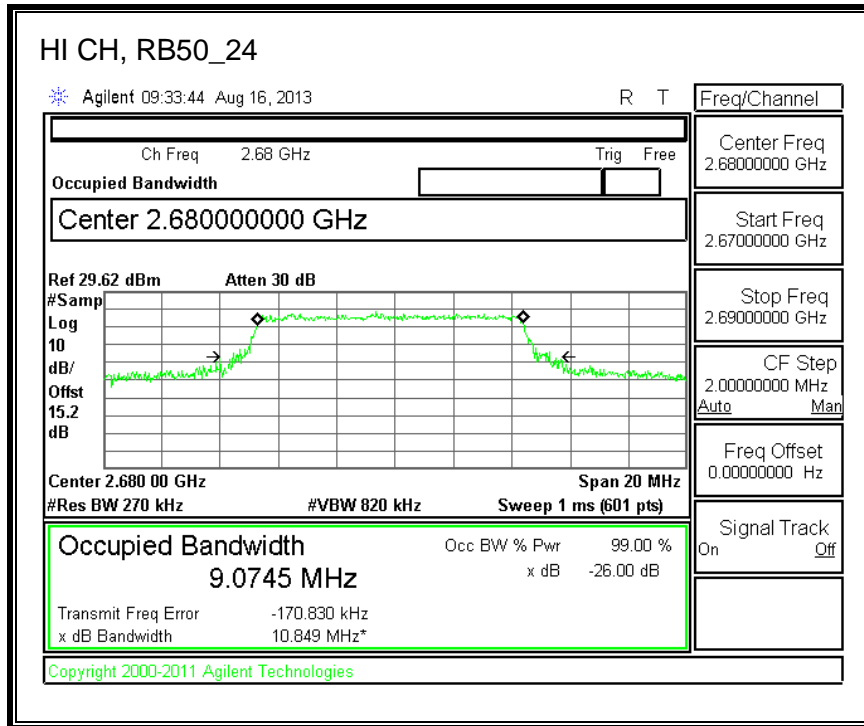 HI CH, RB50_24
Agilent 09:33:44 Aug 16, 2013 R T
Freq/Channel
Ch Freq 2.68 GHz Trig Free
Occupied Bandwidth
Center 2.680000000 GHz
Center Freq
2.68000000 GHz
Start Freq
2.67000000 GHz
Stop Freq
2.69000000 GHz
CF Step
2.00000000 MHz
Auto Man
Freq Offset
0.00000000 Hz
Signal Track
On Off
Ref 29.62 dBm Atten 30 dB
#Samp
Log
10
dB/
Offst
15.2
dB
Center 2.680 00 GHz Span 20 MHz
#Res BW 270 kHz #VBW 820 kHz Sweep 1 ms (601 pts)
Occupied Bandwidth Occ BW % Pwr 99.00 %
9.0745 MHz x dB -26.00 dB
Transmit Freq Error -170.830 kHz
x dB Bandwidth 10.849 MHz*
Copyright 2000-2011 Agilent Technologies